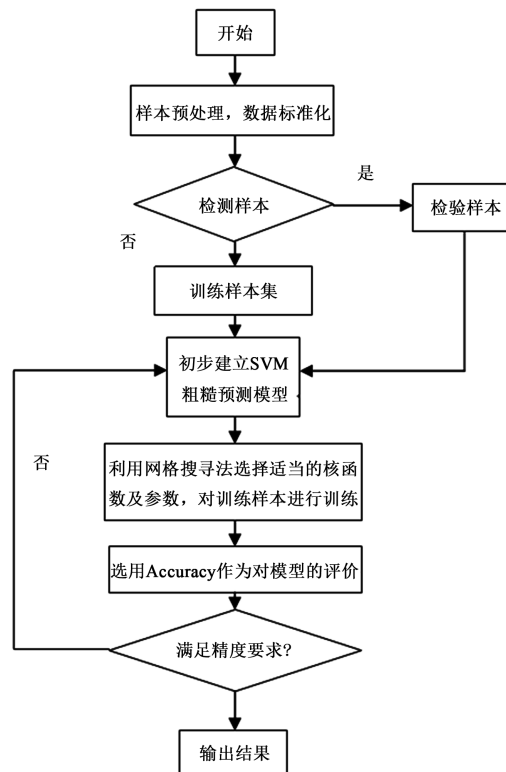 开始
样本预处理，数据标准化
是
检测样本
检验样本
否
训练样本集
初步建立SVM
粗糙预测模型
否
利用网格搜寻法选择适当的核函
数及参数，对训练样本进行训练
选用Accuracy作为对模型的评价
满足精度要求?
输出结果